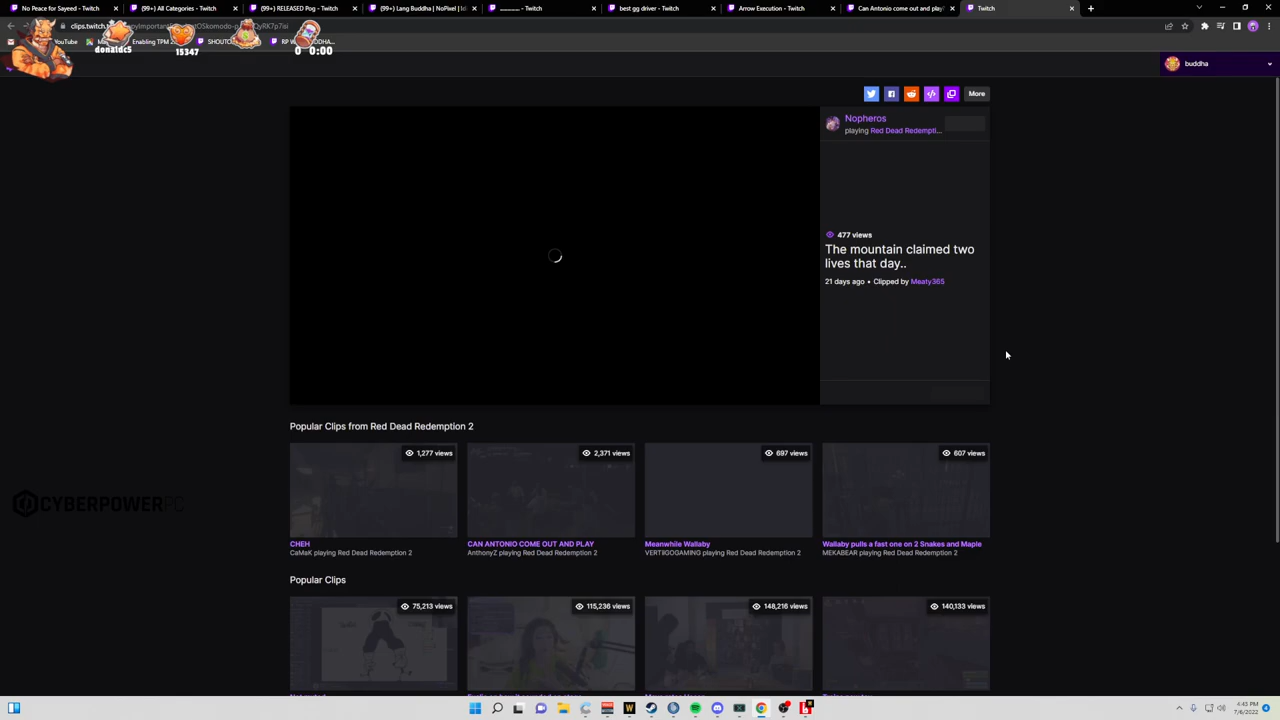 No Peace for Sayeed - Twitch
(99+) All Categories - Twitch
(99+) RELEASED Pog - Twitch
(99+) Lang Buddha | NoPixel |
- Twitch
best gg driver - Twitch
Arrow Execution - Twitch
Can Antonio come out and play
Twitch
clips.twitch
donaldc5
15347
0 0:00
YouTube
Enabling TPM
SHOUTO
RP W
DDHA
buddha
More
Nopheros
playing Red Dead Redempti...
477 views
The mountain claimed two
lives that day..
21 days ago • Clipped by Meaty365
Popular Clips from Red Dead Redemption 2
1,277 views
2,371 views
697 views
607 views
CYBERPOWERPC
CHEH
CAN ANTONIO COME OUT AND PLAY
Meanwhile Wallaby
Wallaby pulls a fast one on 2 Snakes and Maple
CaMaK playing Red Dead Redemption 2
AnthonyZ playing Red Dead Redemption 2
VERTIIGOGAMING playing Red Dead Redemption 2
MEKABEAR playing Red Dead Redemption 2
Popular Clips
75,213 views
115,236 views
148,216 views
140,133 views
4:45 PM
7/6/2022